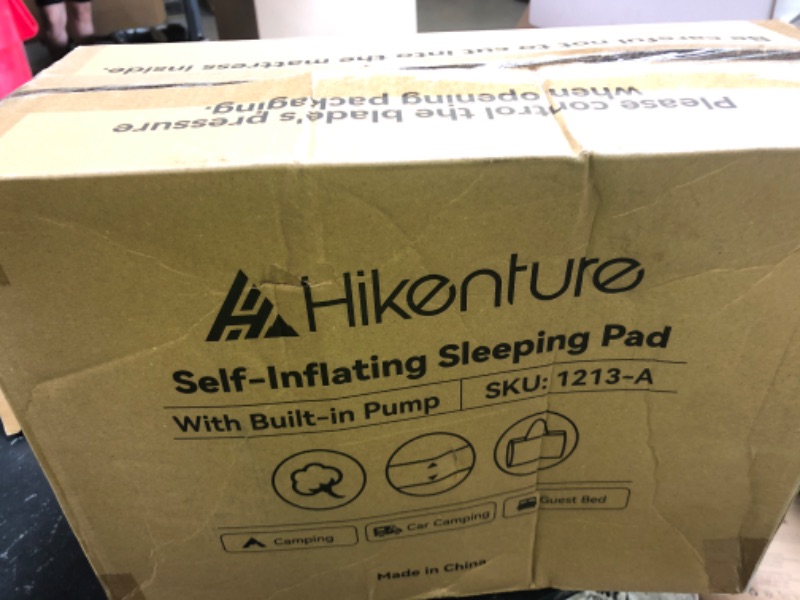 Be careful not to cut into the mattress inside.
Please control the blade's pressure
when opening packaging.
Hikenture
Self-Inflating Sleeping Pad
With Built-in Pump
SKU: 1213-A
Camping
Car Camping
Guest Bed
Made in China